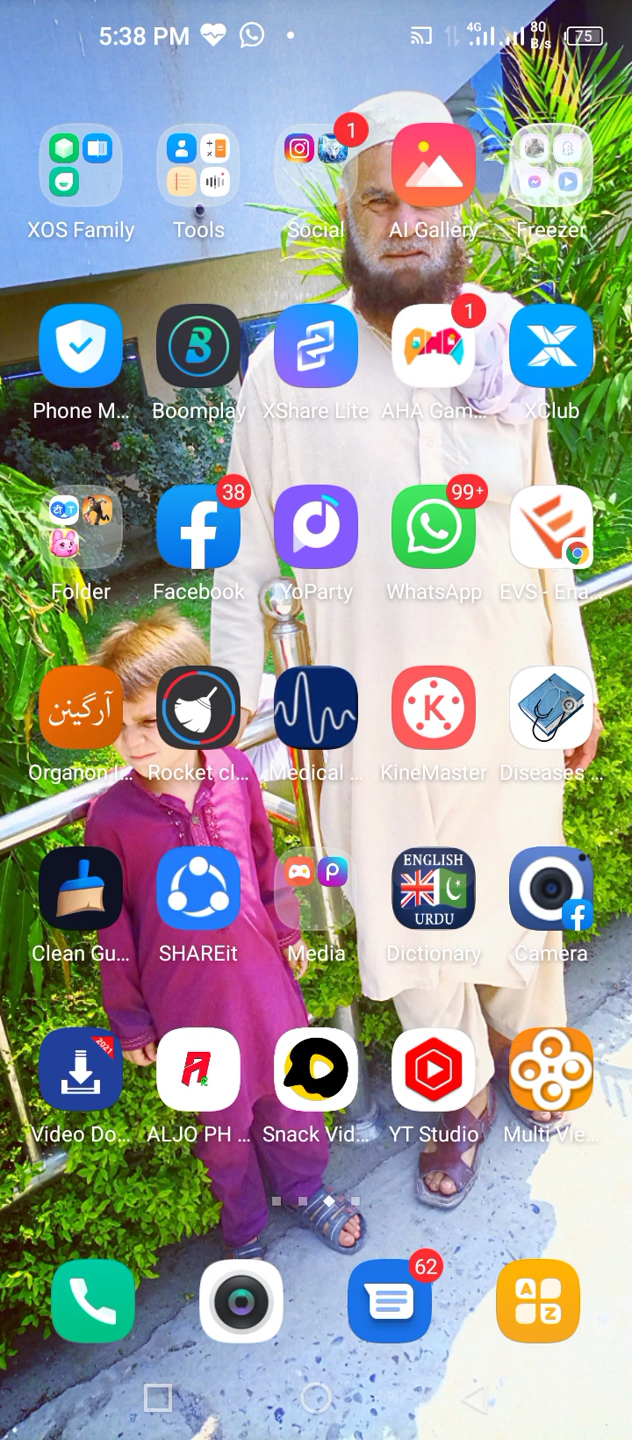 5:38 PM 4G 80 B/s 75
1
XOS Family Tools Social AI Gallery Freezer
1
Phone M... Boomplay XShare Lite AHA Gam... XClub
38 99+
Folder Facebook YoParty WhatsApp EVS - Ena...
آرگینن K
Organon I... Rocket cl... Medical ... KineMaster Diseases ...
ENGLISH
URDU
Clean Gu... SHAREit Media Dictionary Camera
2021
Video Do... ALJO PH ... Snack Vid... YT Studio Multi Vie...
62
A
Z